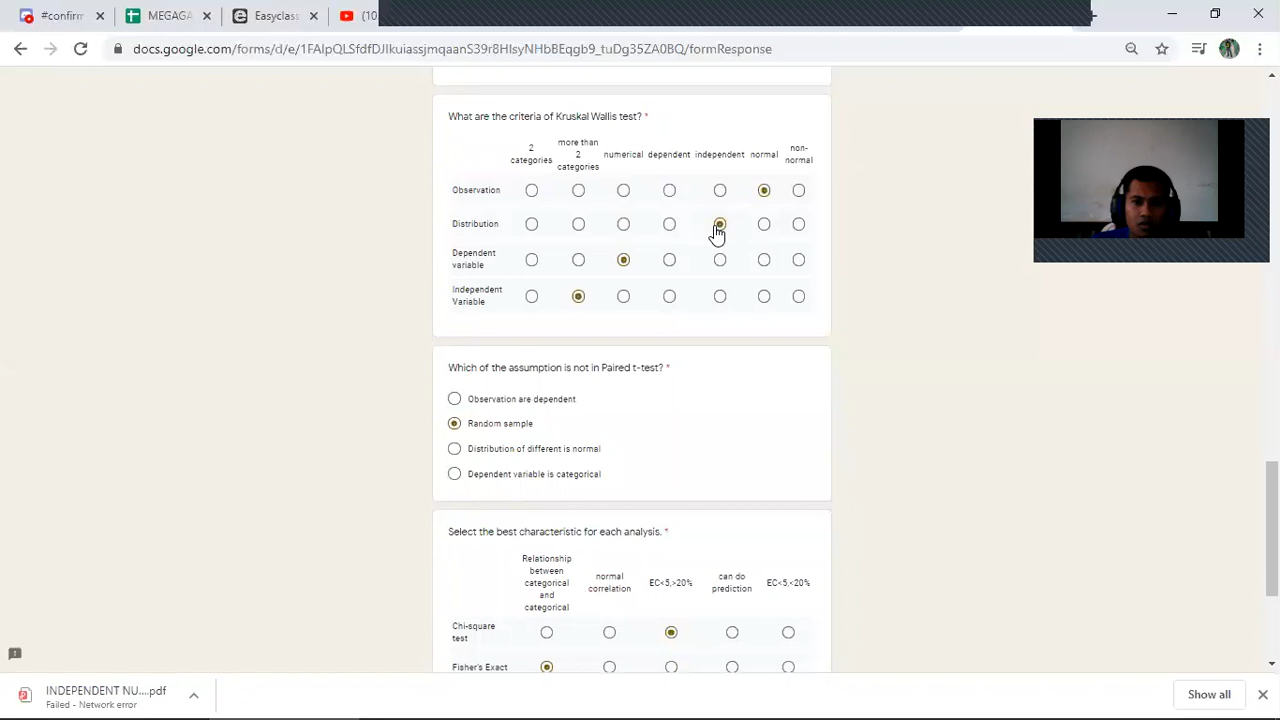 #confirm
MEGAGA
Easyclass
(10
docs.google.com/forms/d/e/1FAIpQLSfdfDJIkuiassjmqaanS39r8HIsyNHbBEqgb9_tuDg35ZA0BQ/formResponse
What are the criteria of Kruskal Wallis test? *
2 categories
more than 2 categories
numerical
dependent
independent
normal
non-normal
Observation
Distribution
Dependent variable
Independent Variable
Which of the assumption is not in Paired t-test? *
Observation are dependent
Random sample
Distribution of different is normal
Dependent variable is categorical
Select the best characteristic for each analysis. *
Relationship between categorical and categorical
normal correlation
EC<5,>20%
can do prediction
EC<5,<20%
Chi-square test
Fisher's Exact
INDEPENDENT NU....pdf
Failed - Network error
Show all